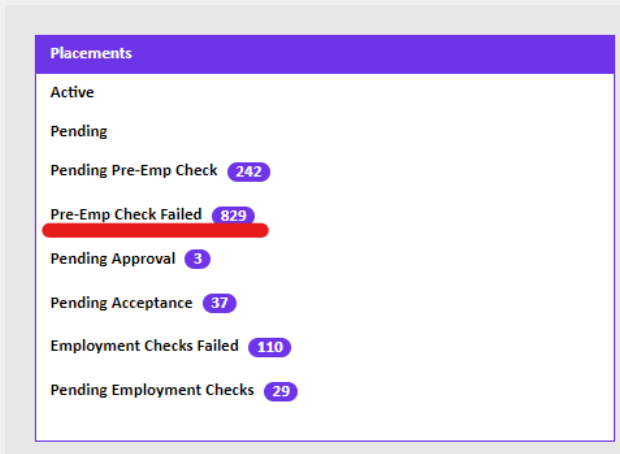 Placements
Active
Pending
Pending Pre-Emp Check 242
Pre-Emp Check Failed 829
Pending Approval 3
Pending Acceptance 37
Employment Checks Failed 110
Pending Employment Checks 29